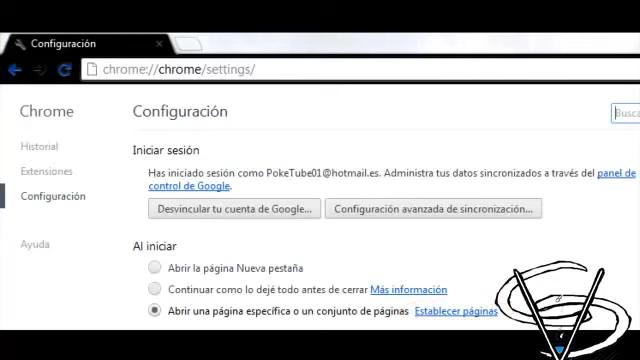 Configuración
chrome://chrome/settings/
Chrome
Configuración
Busca
Historial
Iniciar sesión
Extensiones
Has iniciado sesión como PokeTube01@hotmail.es. Administra tus datos sincronizados a través del panel de
control de Google.
Configuración
Desvincular tu cuenta de Google... Configuración avanzada de sincronización...
Ayuda
Al iniciar
Abrir la página Nueva pestaña
Continuar como lo dejé todo antes de cerrar Más información
Abrir una página específica o un conjunto de páginas Establecer páginas